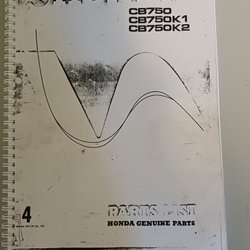 CB750
CB750K1
CB750K2
4
PARTS LIST
HONDA GENUINE PARTS